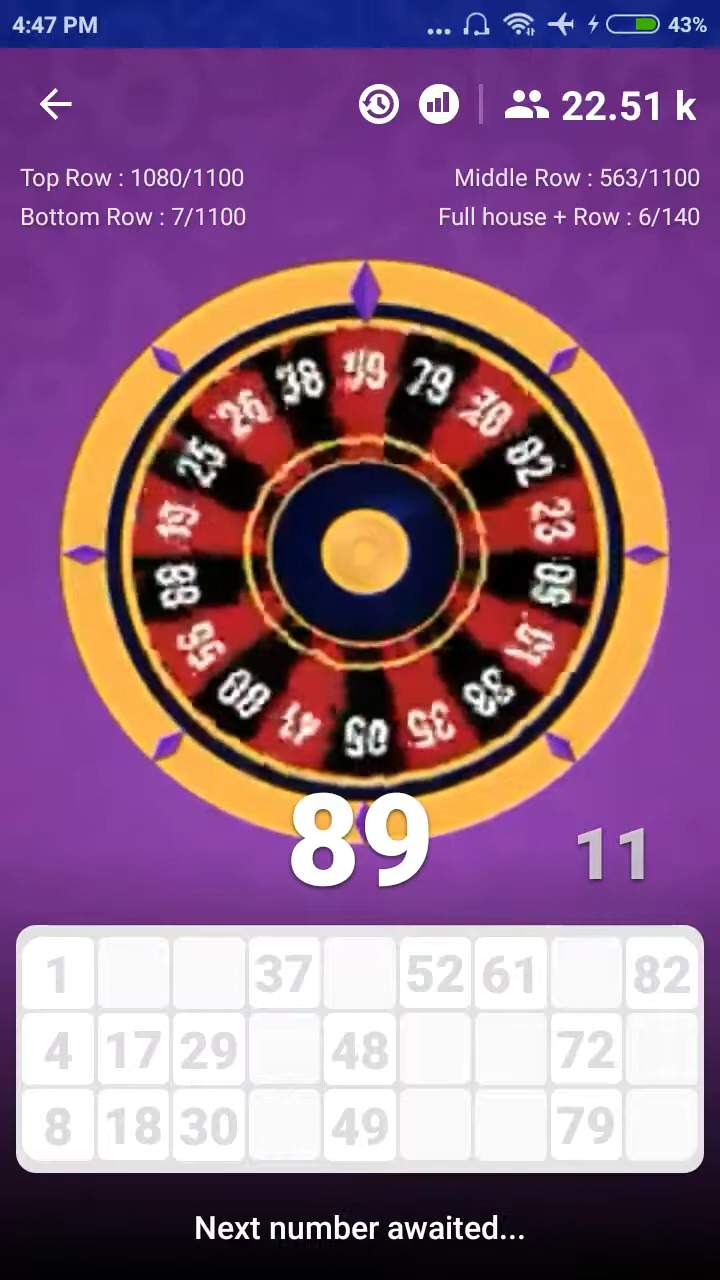 4:47 PM ... 43%
22.51 k
Top Row : 1080/1100 Middle Row : 563/1100
Bottom Row : 7/1100 Full house + Row : 6/140
38 79
26
25 82
23
88
35
89 11
1 37 52 61 82
4 17 29 48 72
8 18 30 49 79
Next number awaited...